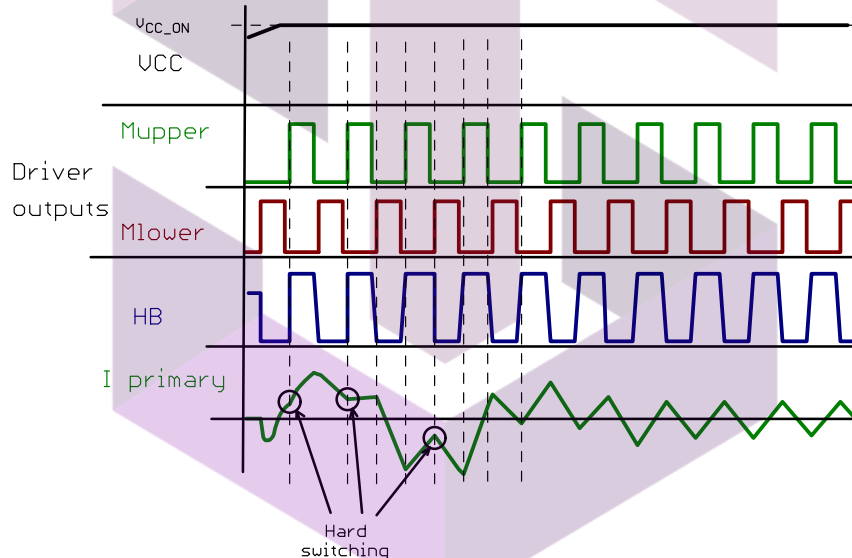 VCC_ON
VCC
Mupper
Driver
outputs
Mlower
HB
I primary
Hard
switching